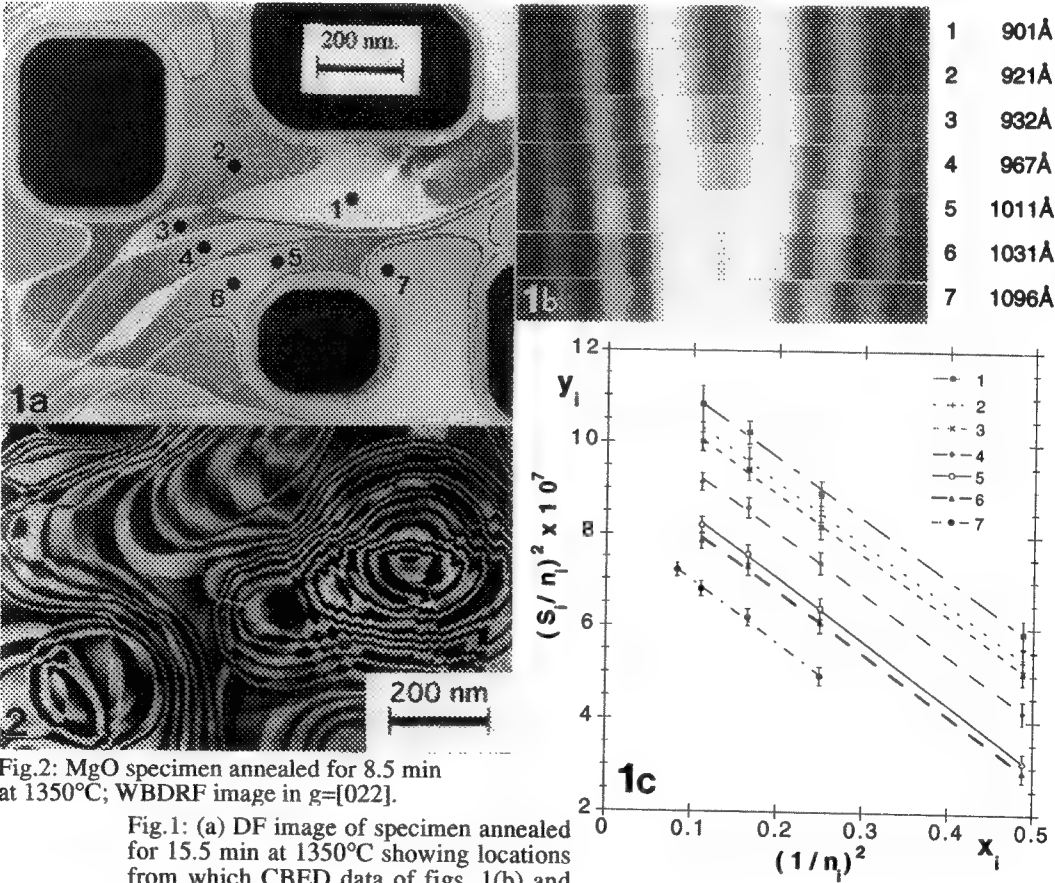 200 nm.
1
2
3
4
5
6
7
1a
1b
1 901Å
2 921Å
3 932Å
4 967Å
5 1011Å
6 1031Å
7 1096Å
200 nm
2
Fig.2: MgO specimen annealed for 8.5 min
at 1350°C; WBDRF image in g=[022].
Fig.1: (a) DF image of specimen annealed
for 15.5 min at 1350°C showing locations
from which CBED data of figs. 1(b) and
12
10
8
6
4
2
y_i
(S_i/n_i)² x 10⁷
1
2
3
4
5
6
7
1c
0 0.1 0.2 0.3 0.4 0.5
(1/n_i)²
x_i